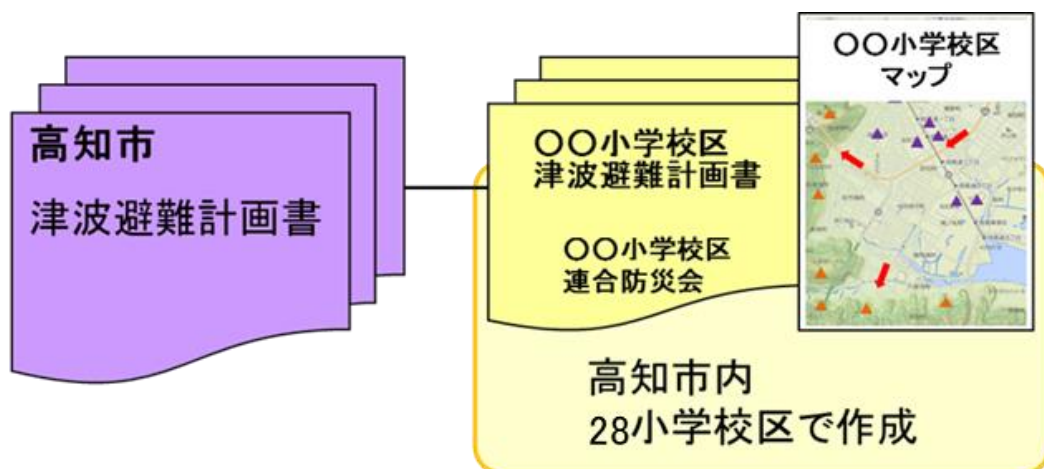 高知市
津波避難計画書
〇〇小学校区
津波避難計画書
〇〇小学校区
連合防災会
〇〇小学校区
マップ
高知市内
28小学校区で作成